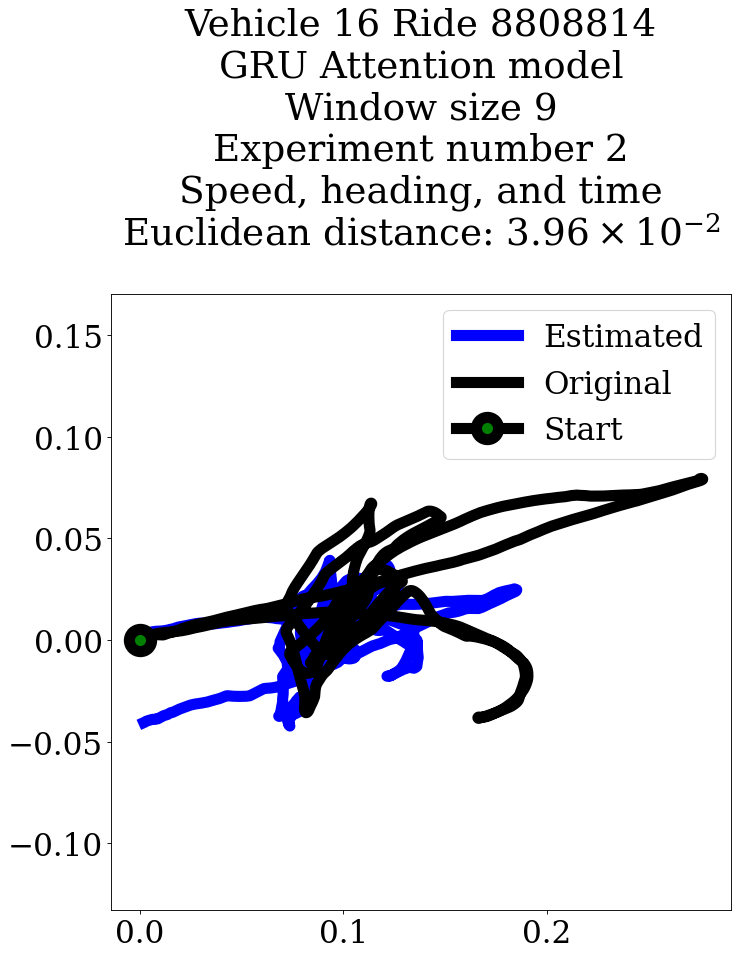 Vehicle 16 Ride 8808814
GRU Attention model
Window size 9
Experiment number 2
Speed, heading, and time
Euclidean distance: 3.96 × 10⁻²
Estimated
Original
Start
0.15
0.10
0.05
0.00
−0.05
−0.10
0.0 0.1 0.2